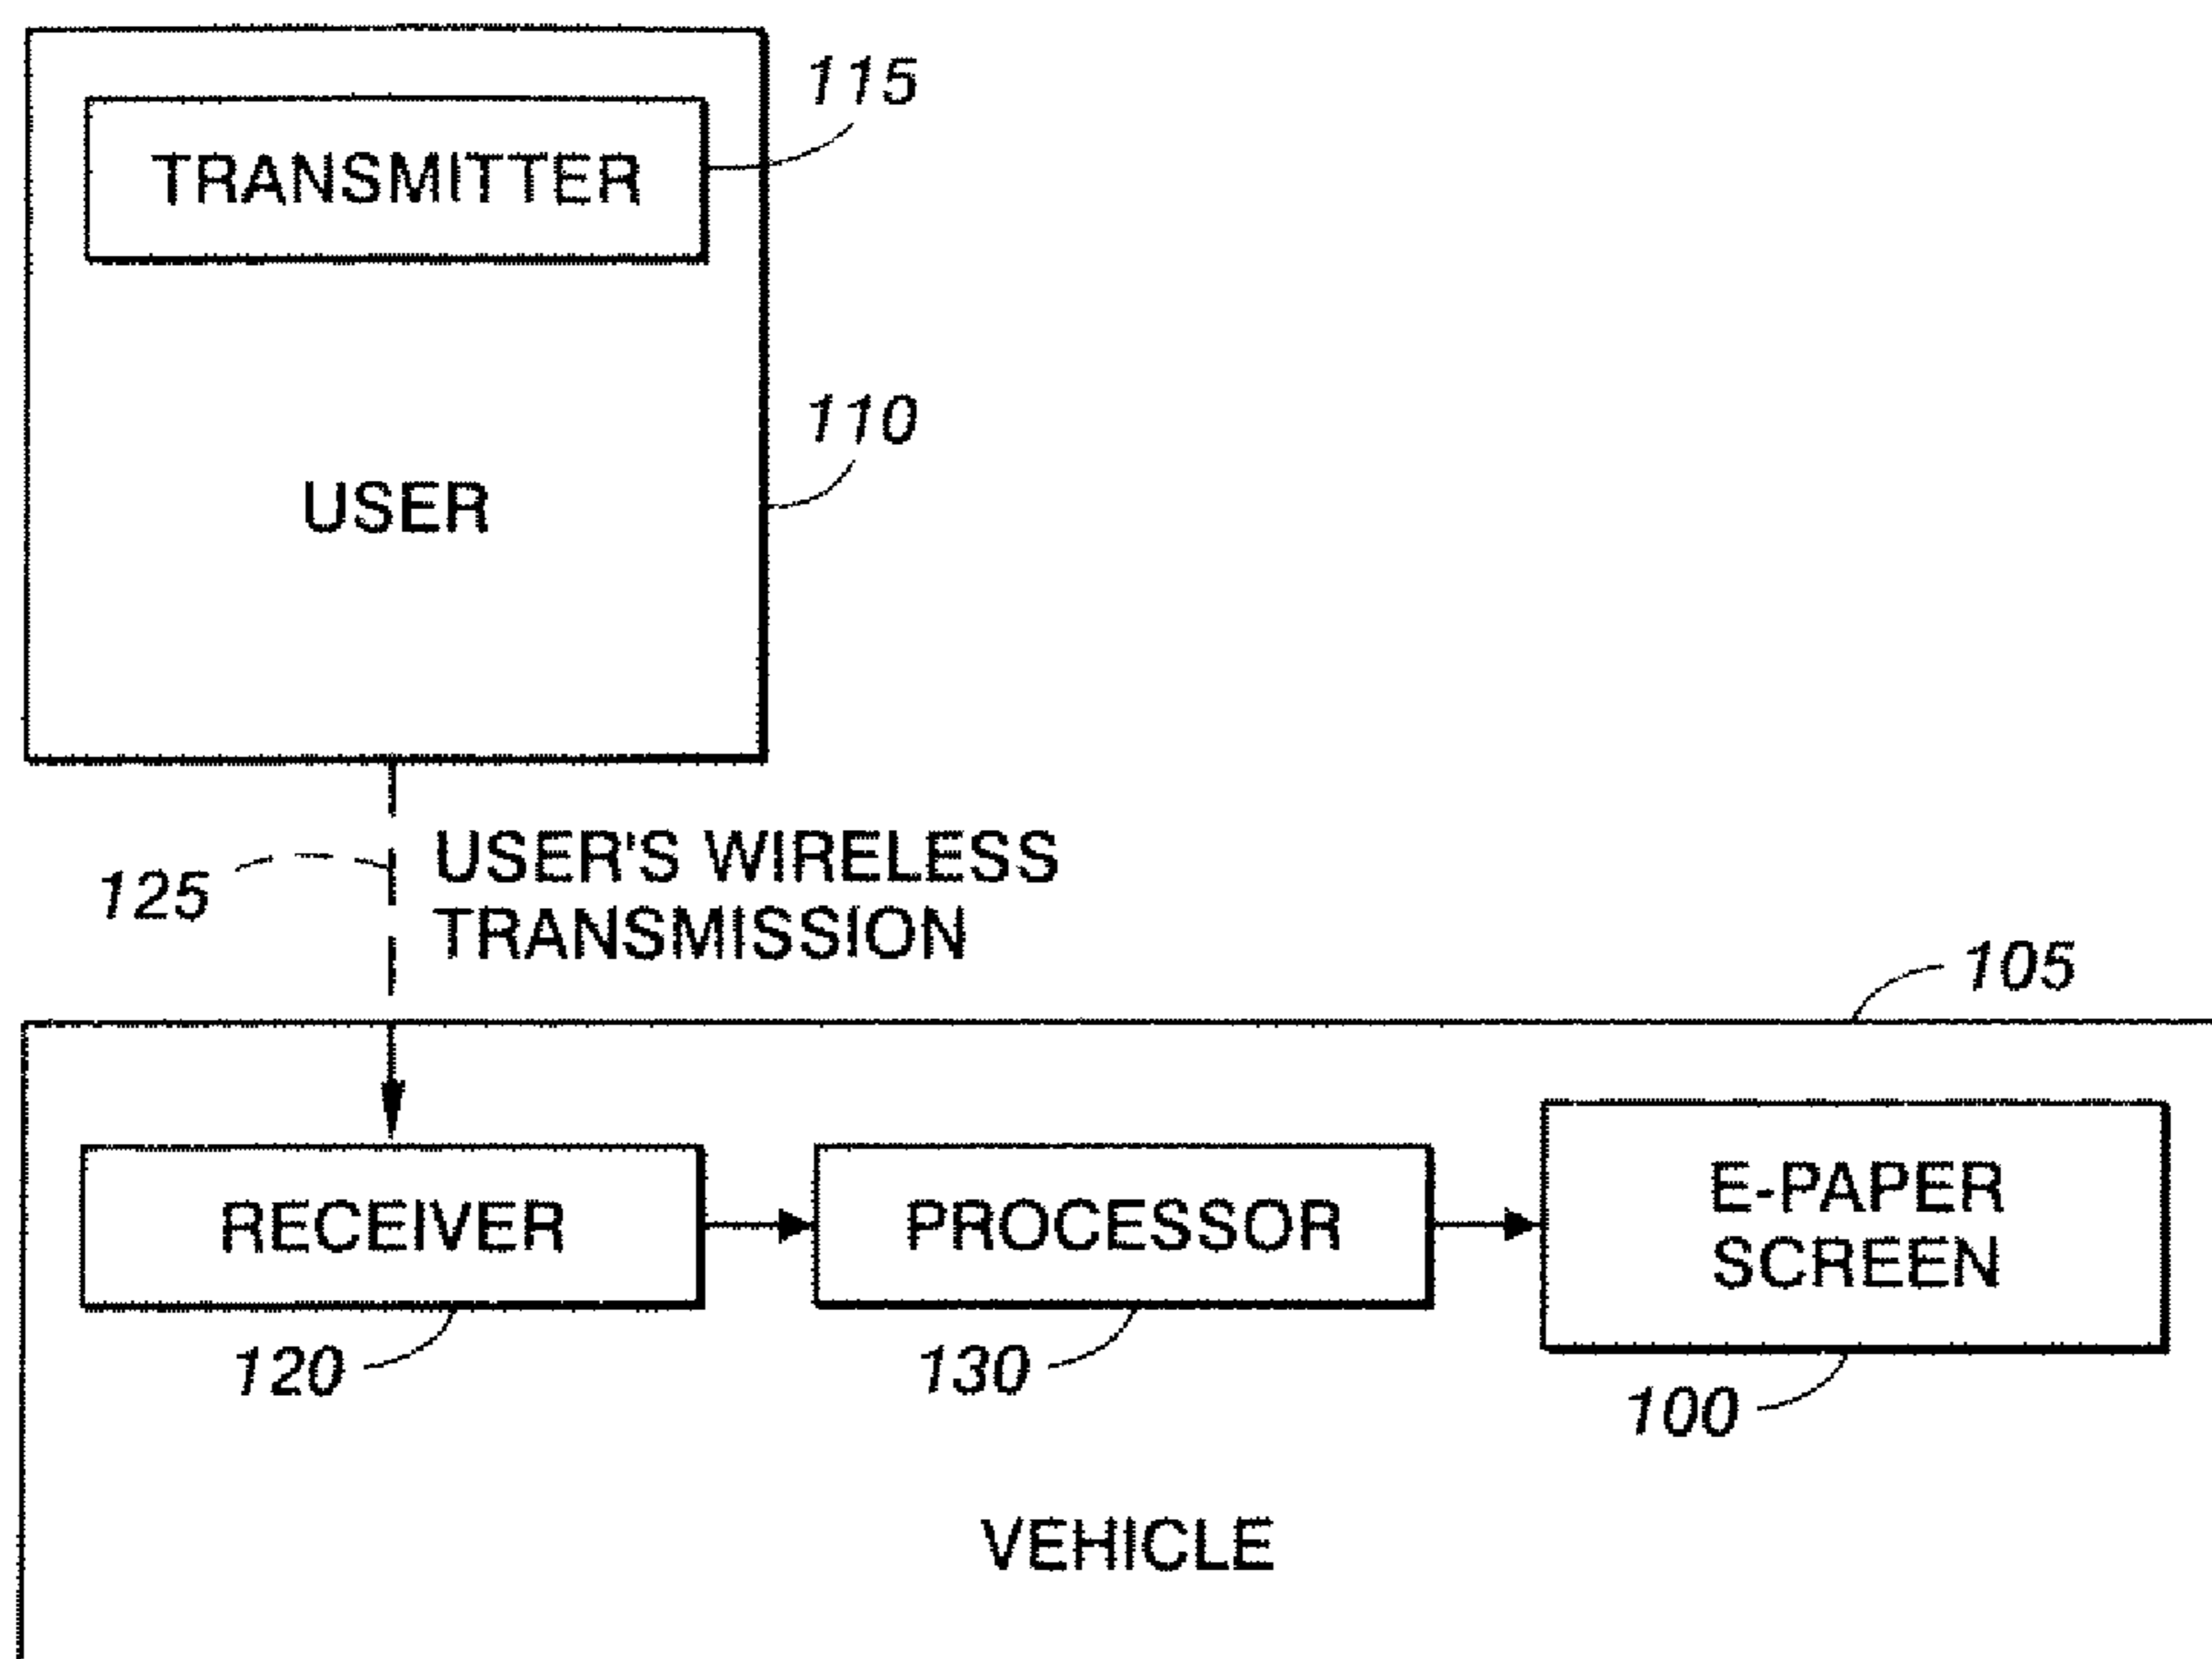 115
TRANSMITTER
110
USER
USER'S WIRELESS
125
TRANSMISSION
105
E-PAPER
RECEIVER
PROCESSOR
SCREEN
120
130
100
VEHICLE